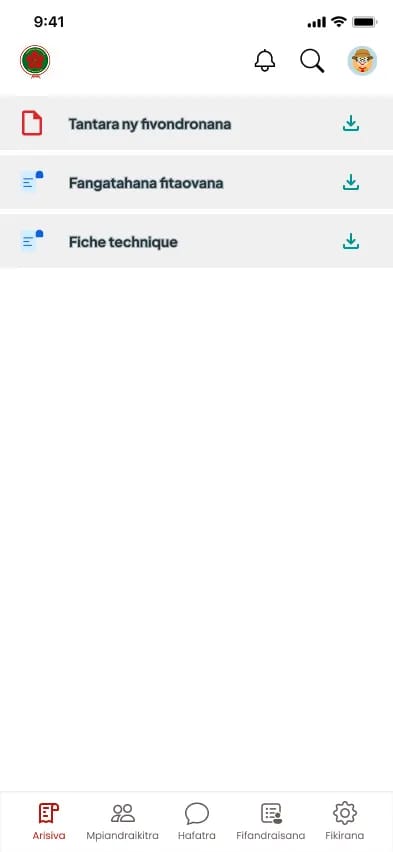 9:41
Tantara ny fivondronana
Fangatahana fitaovana
Fiche technique
Arisiva
Mpiandraikitra
Hafatra
Fifandraisana
Fikirana